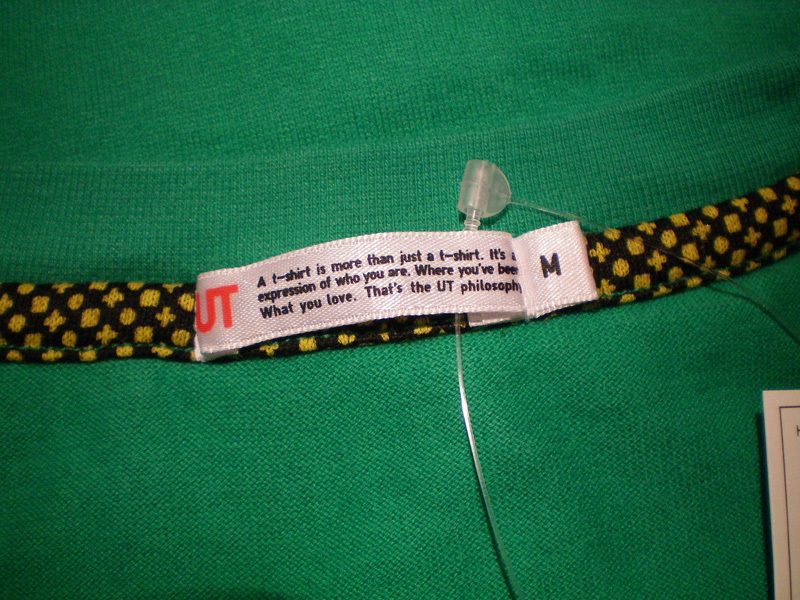 UT
A t-shirt is more than just a t-shirt. It's a
expression of who you are. Where you've been
What you love. That's the UT philosophy
M
H